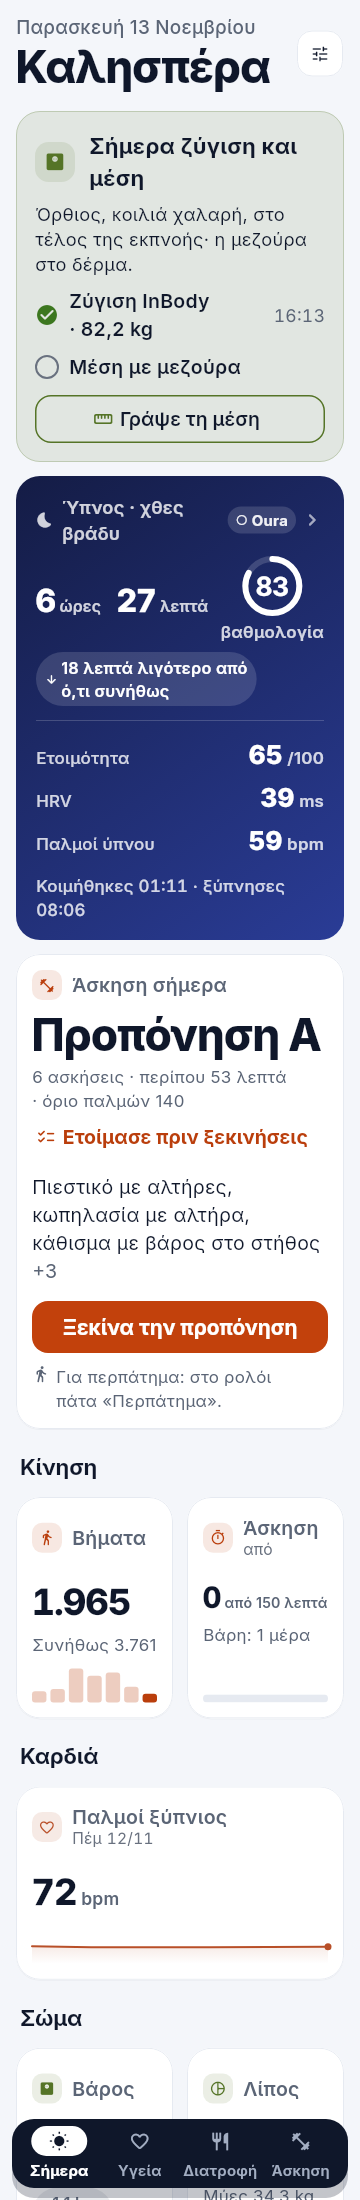 Παρασκευή 13 Νοεμβρίου
Καλησπέρα
Σήμερα ζύγιση και
μέση
Όρθιος, κοιλιά χαλαρή, στο
τέλος της εκπνοής· η μεζούρα
στο δέρμα.
Ζύγιση InBody
· 82,2 kg
16:13
Μέση με μεζούρα
Γράψε τη μέση
Ύπνος · χθες
βράδυ
Oura
6 ώρες 27 λεπτά
83
βαθμολογία
18 λεπτά λιγότερο από
ό,τι συνήθως
Ετοιμότητα 65 /100
HRV 39 ms
Παλμοί ύπνου 59 bpm
Κοιμήθηκες 01:11 · ξύπνησες
08:06
Άσκηση σήμερα
Προπόνηση Α
6 ασκήσεις · περίπου 53 λεπτά
· όριο παλμών 140
Ετοίμασε πριν ξεκινήσεις
Πιεστικό με αλτήρες,
κωπηλασία με αλτήρα,
κάθισμα με βάρος στο στήθος
+3
Ξεκίνα την προπόνηση
Για περπάτημα: στο ρολόι
πάτα «Περπάτημα».
Κίνηση
Βήματα
1.965
Συνήθως 3.761
Άσκηση
από
0 από 150 λεπτά
Βάρη: 1 μέρα
Καρδιά
Παλμοί ξύπνιος
Πέμ 12/11
72 bpm
Σώμα
Βάρος
Λίπος
Σήμερα Υγεία Διατροφή Άσκηση